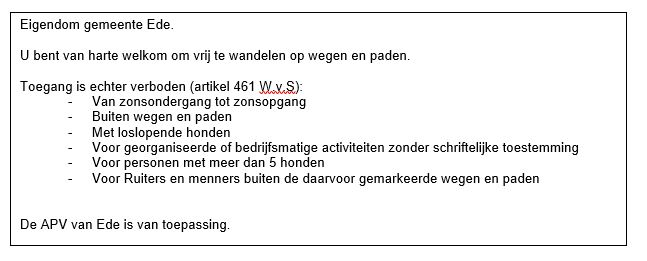 Eigendom gemeente Ede.
U bent van harte welkom om vrij te wandelen op wegen en paden.
Toegang is echter verboden (artikel 461 W.v.S):
- Van zonsondergang tot zonsopgang
- Buiten wegen en paden
- Met loslopende honden
- Voor georganiseerde of bedrijfsmatige activiteiten zonder schriftelijke toestemming
- Voor personen met meer dan 5 honden
- Voor Ruiters en menners buiten de daarvoor gemarkeerde wegen en paden
De APV van Ede is van toepassing.